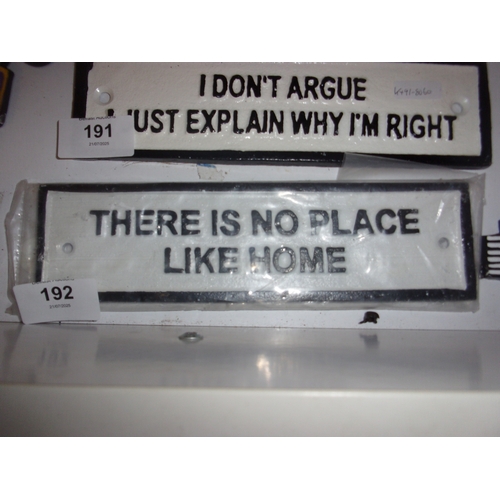 I DON'T ARGUE
I JUST EXPLAIN WHY I'M RIGHT
191
THERE IS NO PLACE
LIKE HOME
192